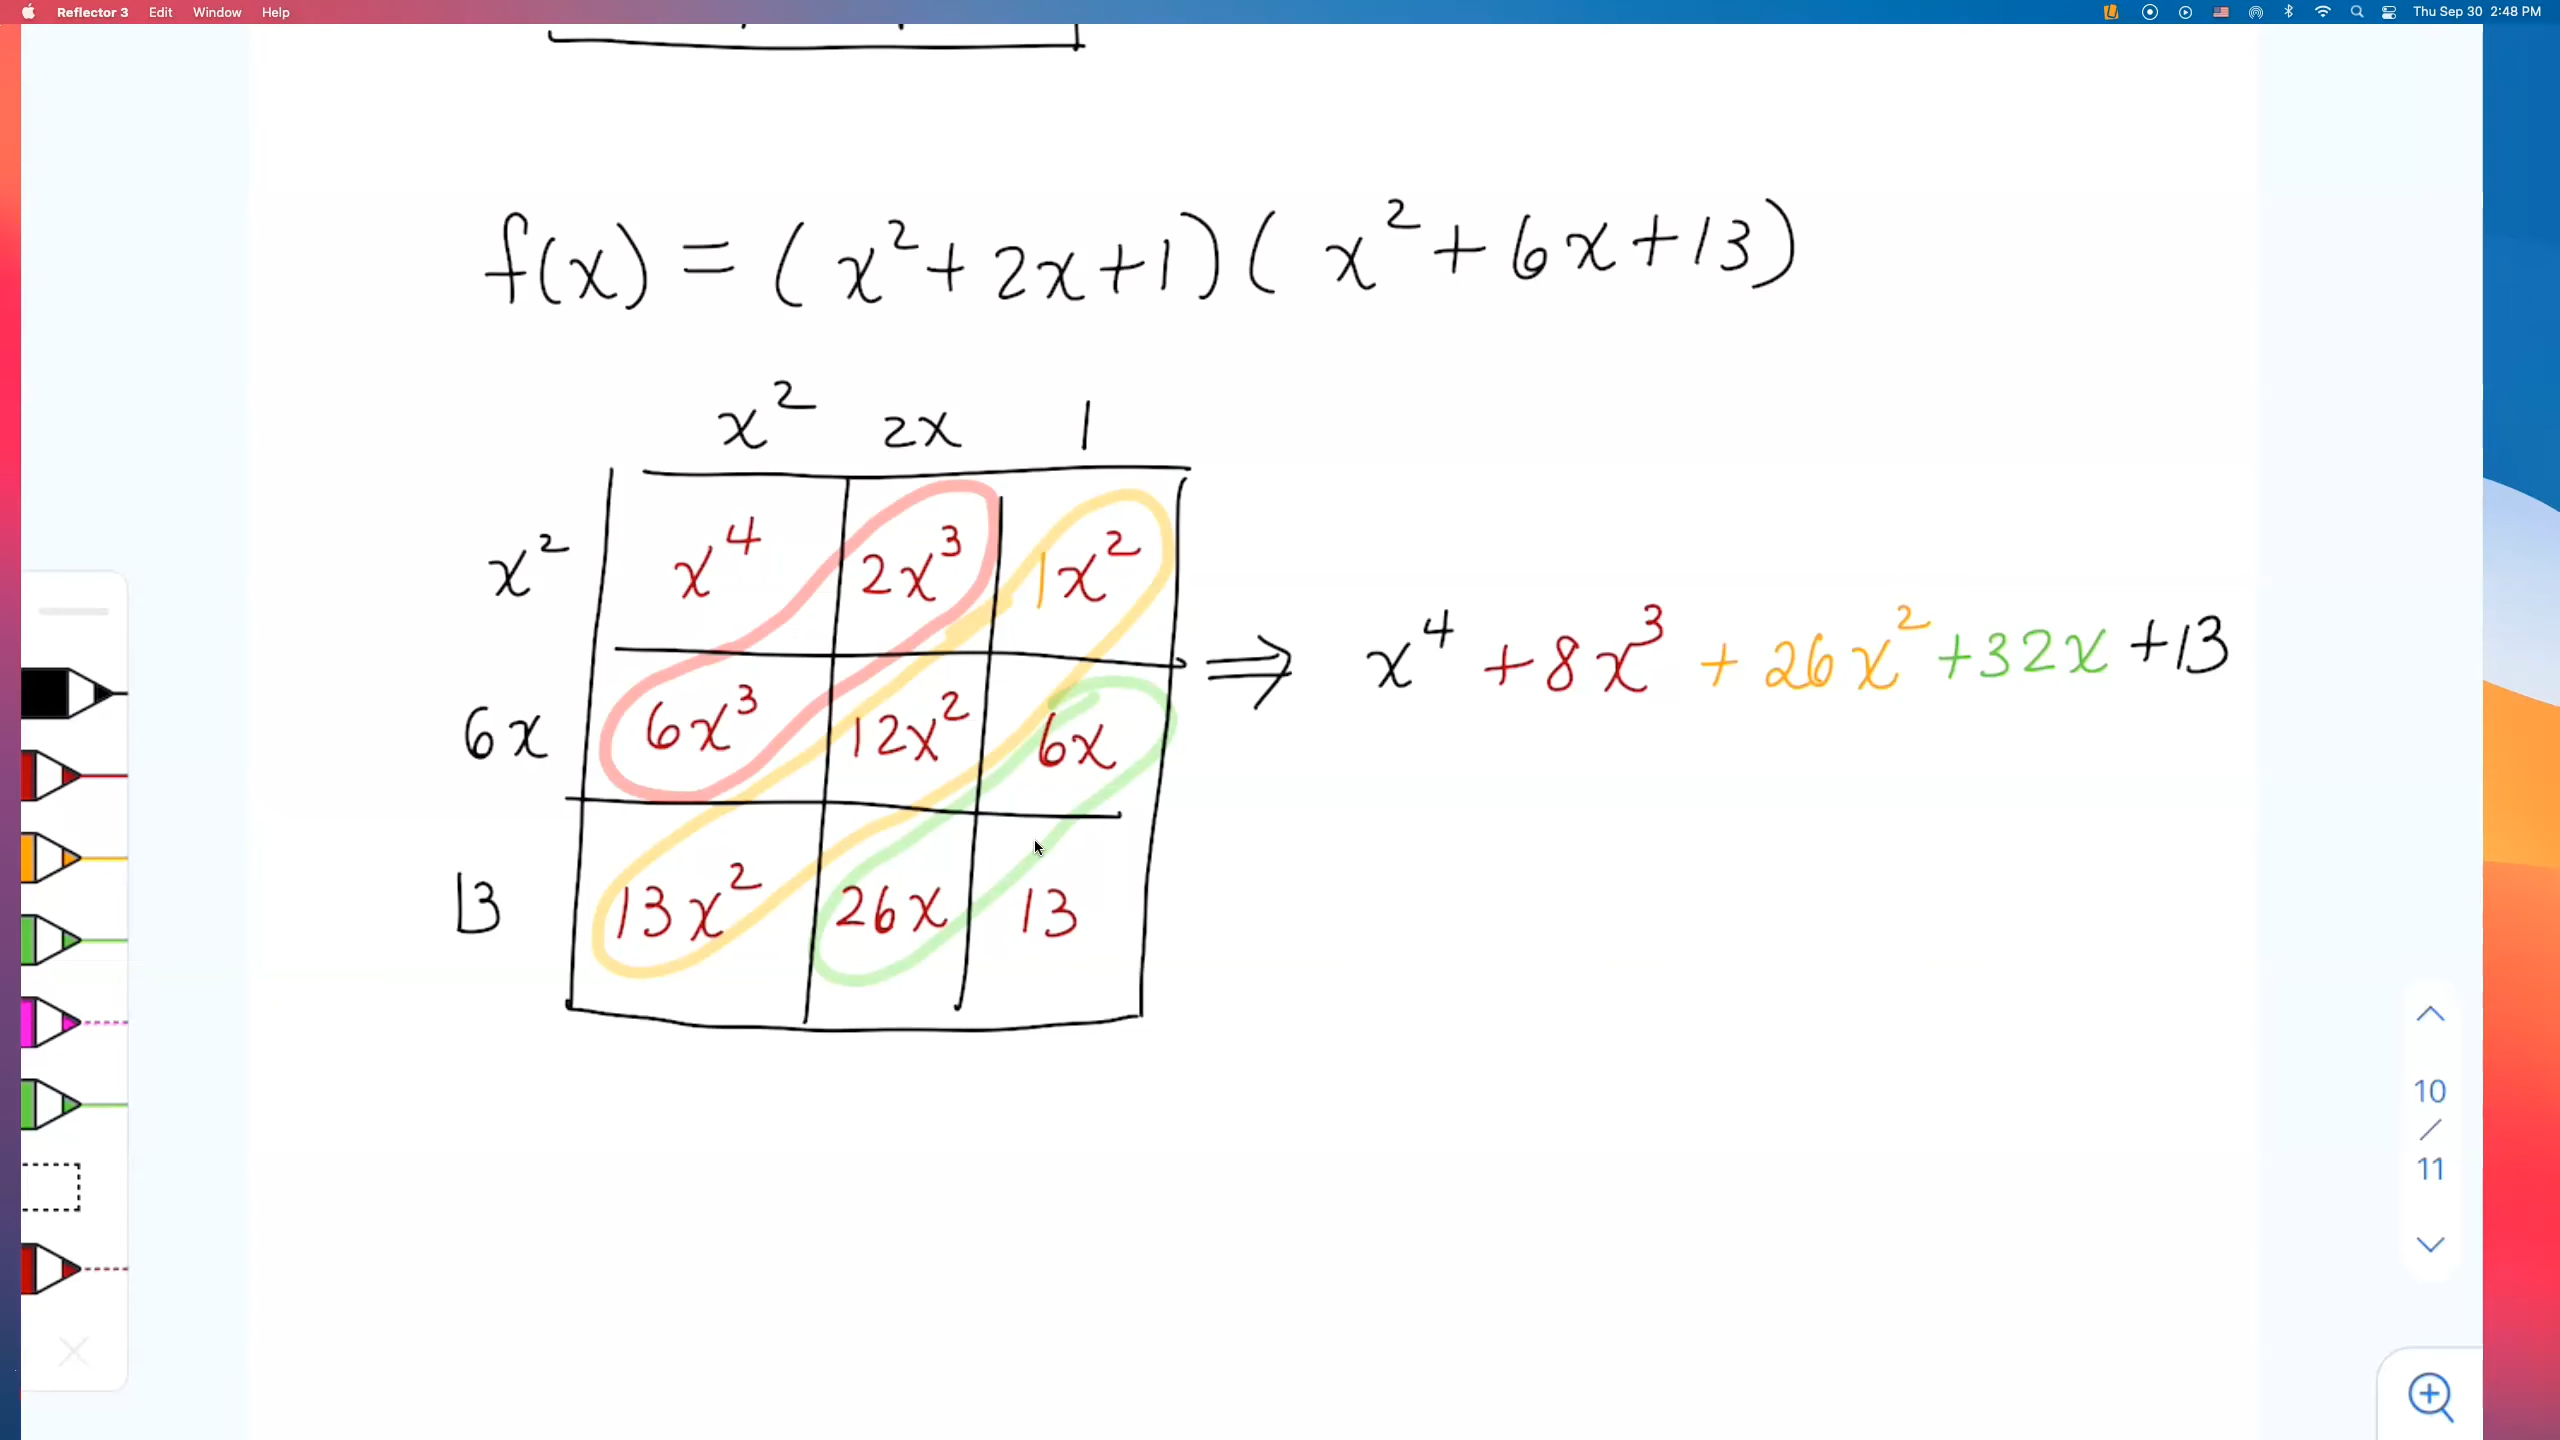 Reflector 3 Edit Window Help Thu Sep 30 2:48 PM
f(x) = (x²+2x+1)(x²+6x+13)
x² 2x 1
x² x⁴ 2x³ 1x²
⇒ x⁴ +8x³ + 26x² +32x +13
6x 6x³ 12x² 6x
13 13x² 26x 13
10
/
11